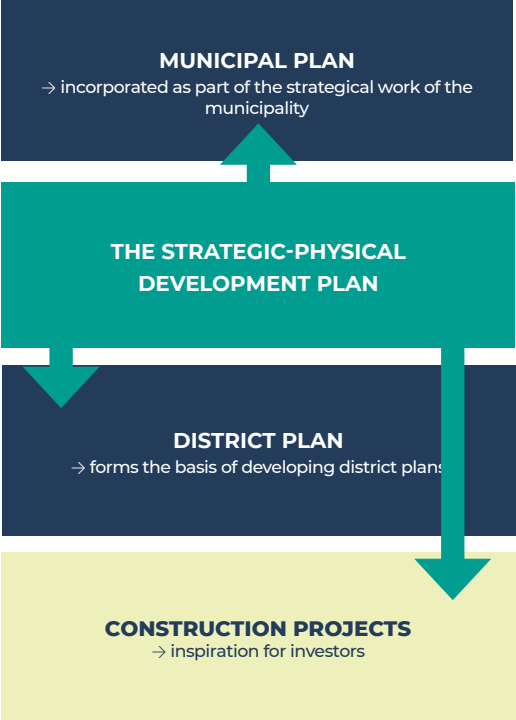 MUNICIPAL PLAN
→ incorporated as part of the strategical work of the
municipality
THE STRATEGIC-PHYSICAL
DEVELOPMENT PLAN
DISTRICT PLAN
→ forms the basis of developing district plans
CONSTRUCTION PROJECTS
→ inspiration for investors